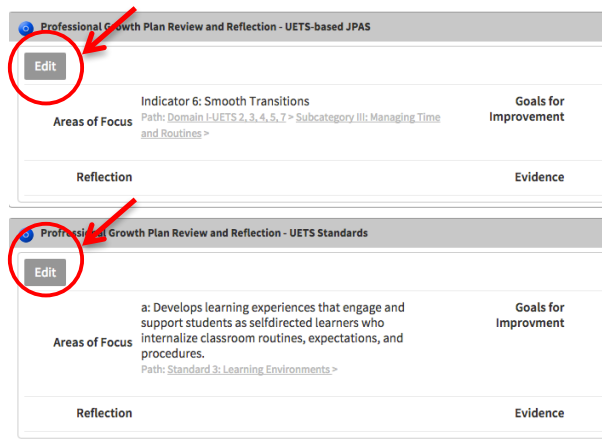 Professional Growth Plan Review and Reflection - UETS-based JPAS
Edit
Areas of Focus
Indicator 6: Smooth Transitions
Path: Domain I-UETS 2, 3, 4, 5, 7 > Subcategory III: Managing Time
and Routines >
Goals for
Improvement
Reflection
Evidence
Professional Growth Plan Review and Reflection - UETS Standards
Edit
Areas of Focus
a: Develops learning experiences that engage and
support students as selfdirected learners who
internalize classroom routines, expectations, and
procedures.
Path: Standard 3: Learning Environments >
Goals for
Improvment
Reflection
Evidence